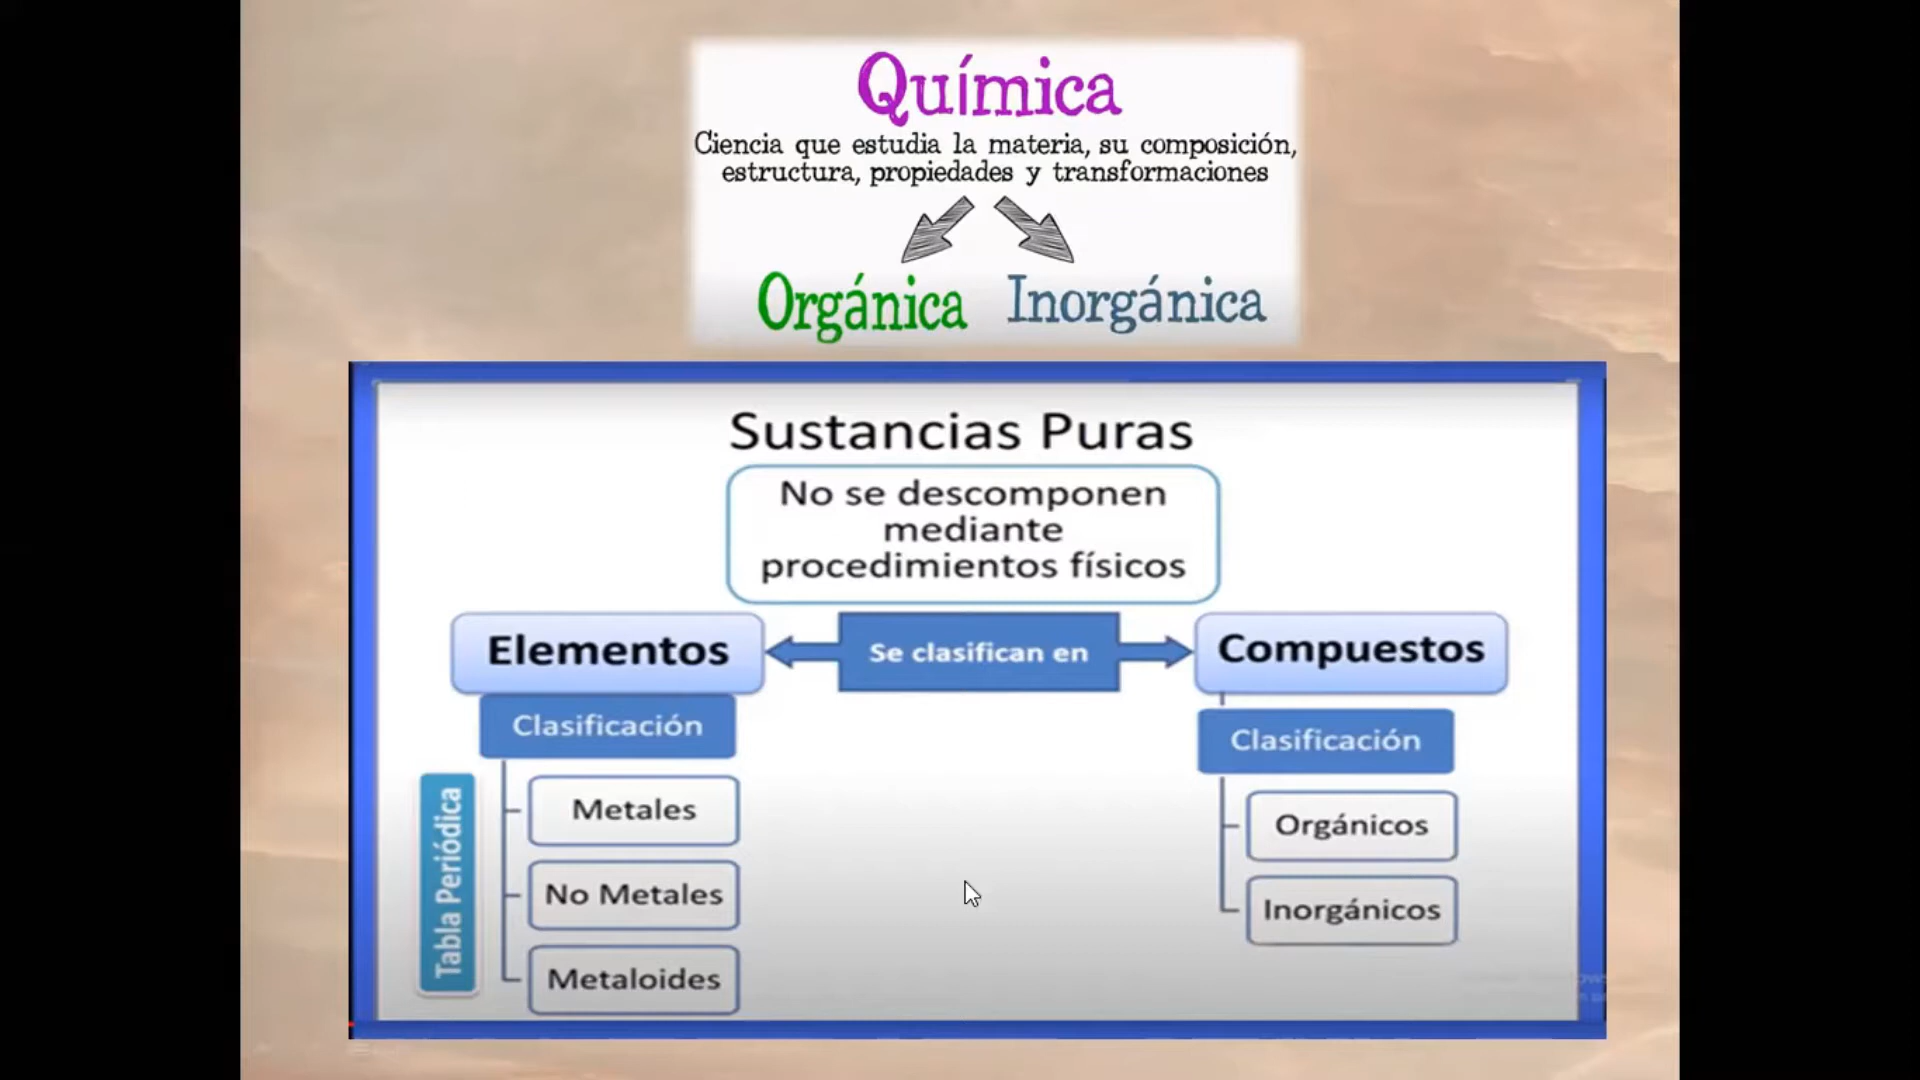 Química
Ciencia que estudia la materia, su composición,
estructura, propiedades y transformaciones
Orgánica Inorgánica
Sustancias Puras
No se descomponen
mediante
procedimientos físicos
Elementos
Se clasifican en
Compuestos
Clasificación
Tabla Periódica
Metales
No Metales
Metaloides
Clasificación
Orgánicos
Inorgánicos